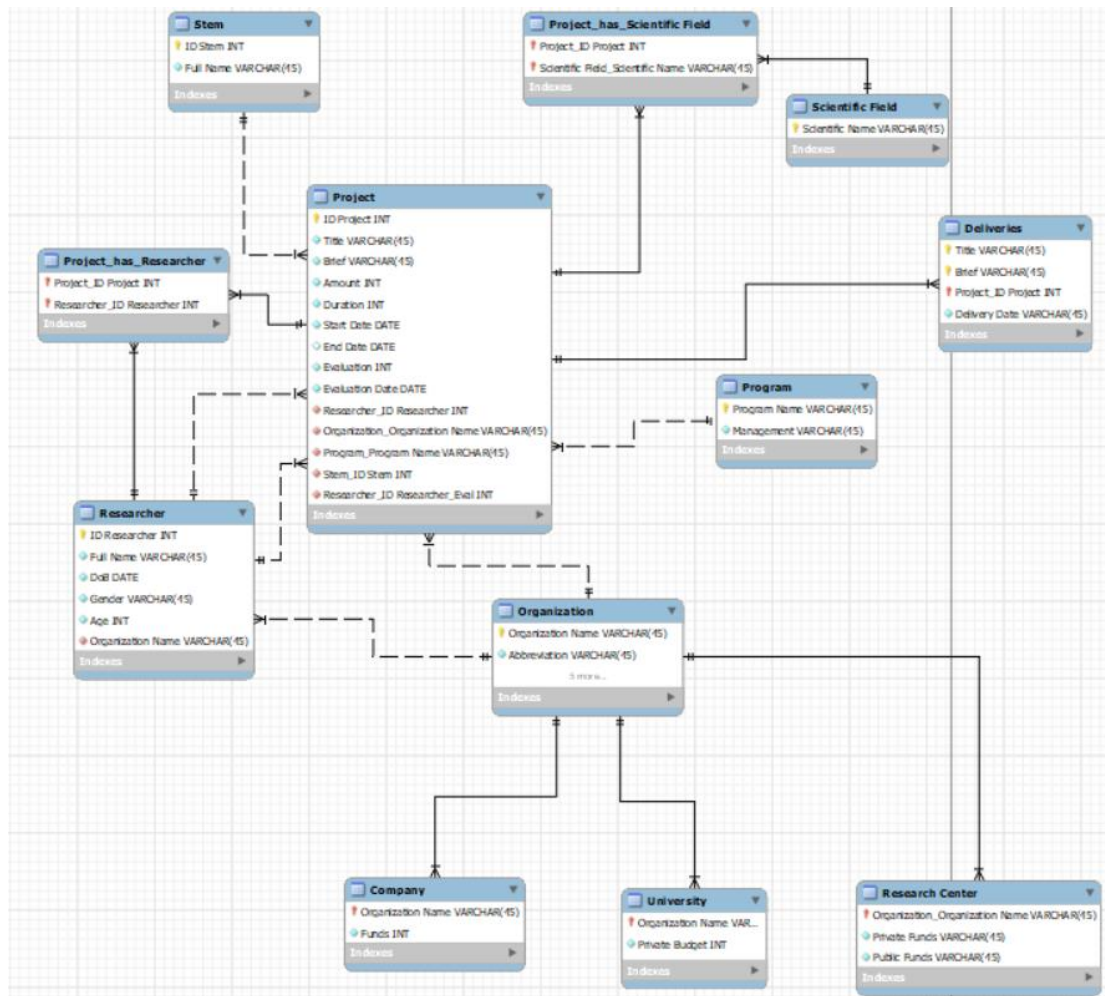 Stem
ID Stem INT
Full Name VARCHAR(45)
Indexes
Project_has_Scientific Field
Project_ID Project INT
Scientific Field_Scientific Name VARCHAR(45)
Indexes
Scientific Field
Scientific Name VARCHAR(45)
Indexes
Project
ID Project INT
Title VARCHAR(45)
Brief VARCHAR(45)
Amount INT
Duration INT
Start Date DATE
End Date DATE
Evaluation INT
Evaluation Date DATE
Researcher_ID Researcher INT
Organization_Organization Name VARCHAR(45)
Program_Program Name VARCHAR(45)
Stem_ID Stem INT
Researcher_ID Researcher_Eval INT
Indexes
Deliveries
Title VARCHAR(45)
Brief VARCHAR(45)
Project_ID Project INT
Delivery Date VARCHAR(45)
Indexes
Project_has_Researcher
Project_ID Project INT
Researcher_ID Researcher INT
Indexes
Program
Program Name VARCHAR(45)
Management VARCHAR(45)
Indexes
Researcher
ID Researcher INT
Full Name VARCHAR(45)
DoB DATE
Gender VARCHAR(45)
Age INT
Organization Name VARCHAR(45)
Indexes
Organization
Organization Name VARCHAR(45)
Abbreviation VARCHAR(45)
5 more...
Indexes
Company
Organization Name VARCHAR(45)
Funds INT
Indexes
University
Organization Name VAR...
Private Budget INT
Indexes
Research Center
Organization_Organization Name VARCHAR(45)
Private Funds VARCHAR(45)
Public Funds VARCHAR(45)
Indexes